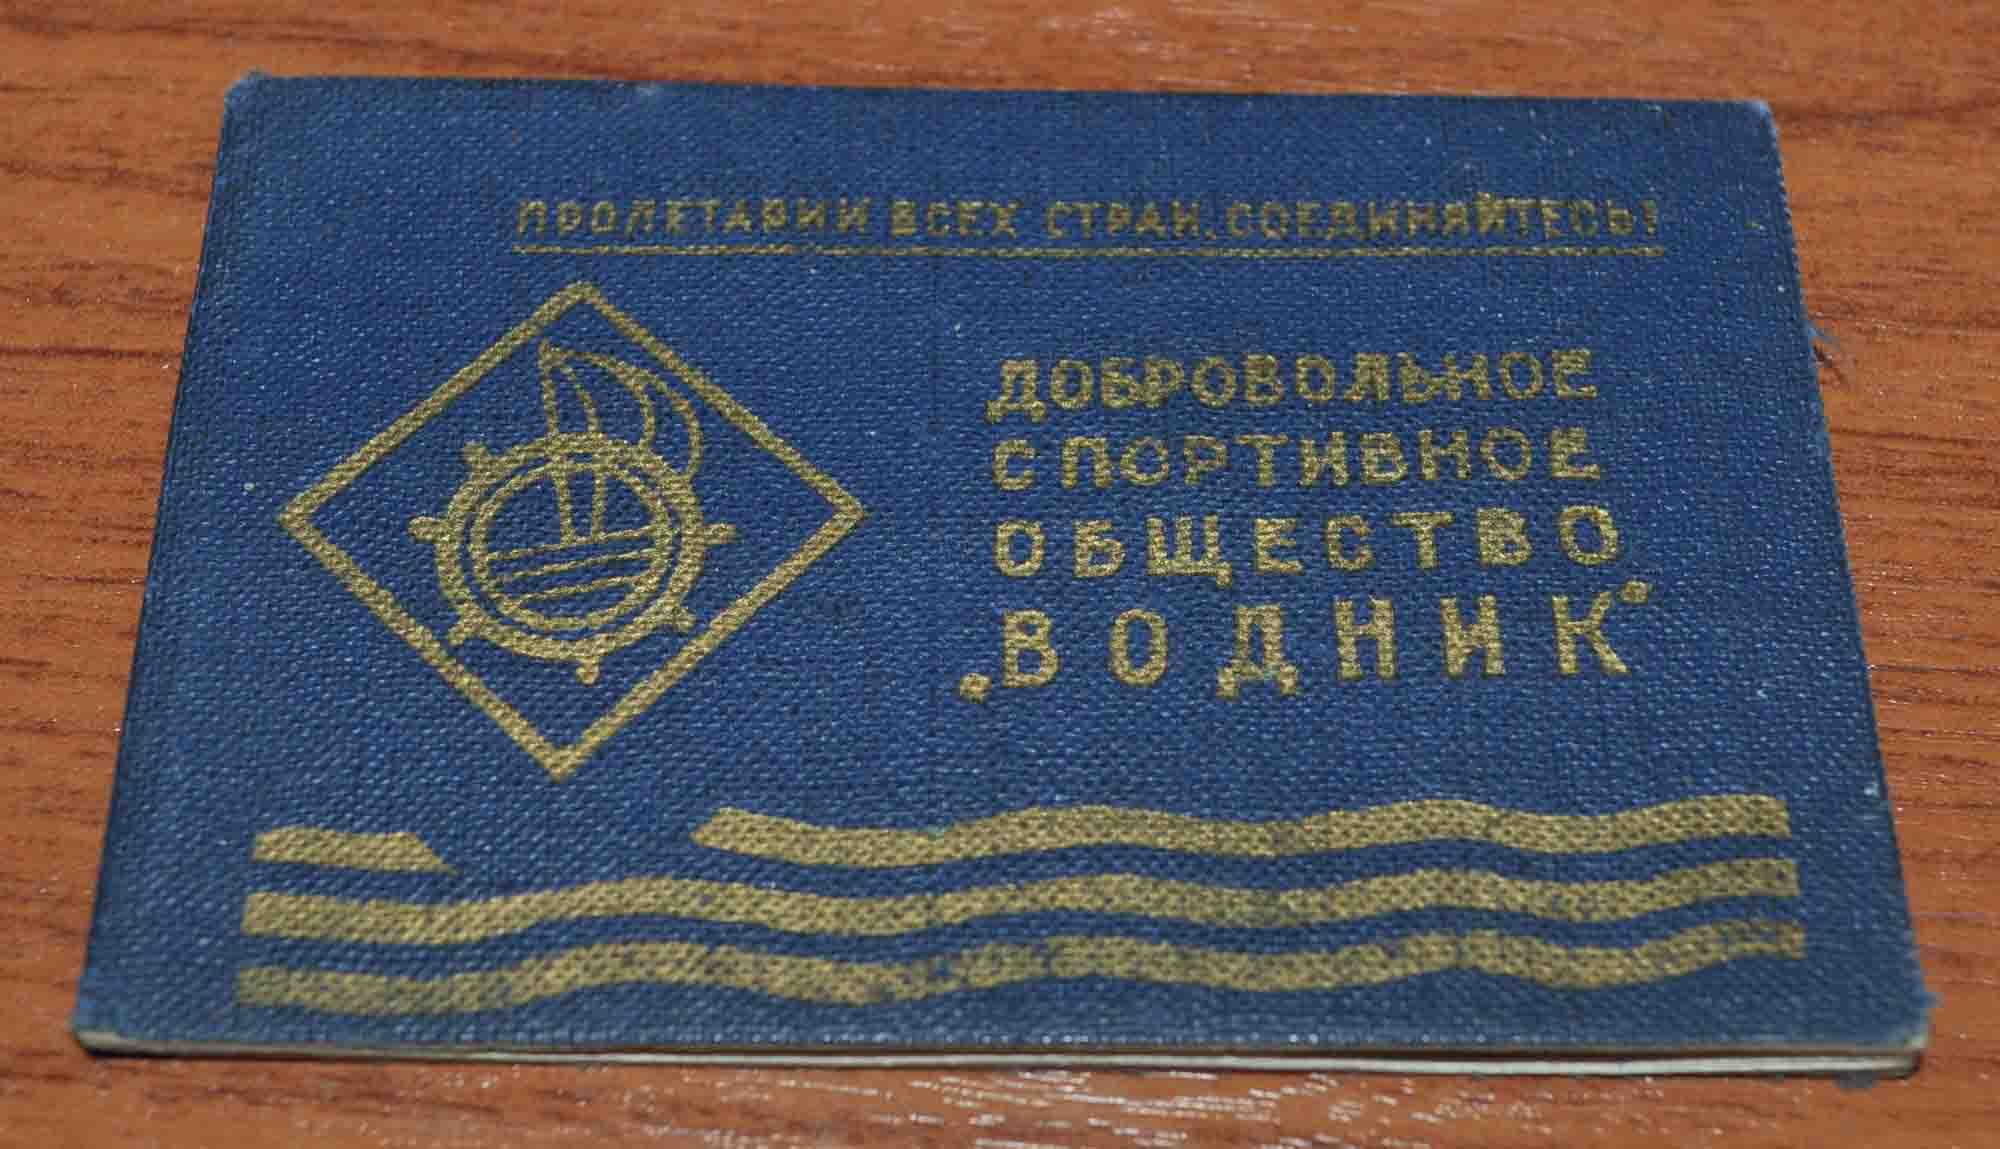 ПРОЛЕТАРИИ ВСЕХ СТРАН, СОЕДИНЯЙТЕСЬ!
ДОБРОВОЛЬНОЕ
СПОРТИВНОЕ
ОБЩЕСТВО
„ВОДНИК“